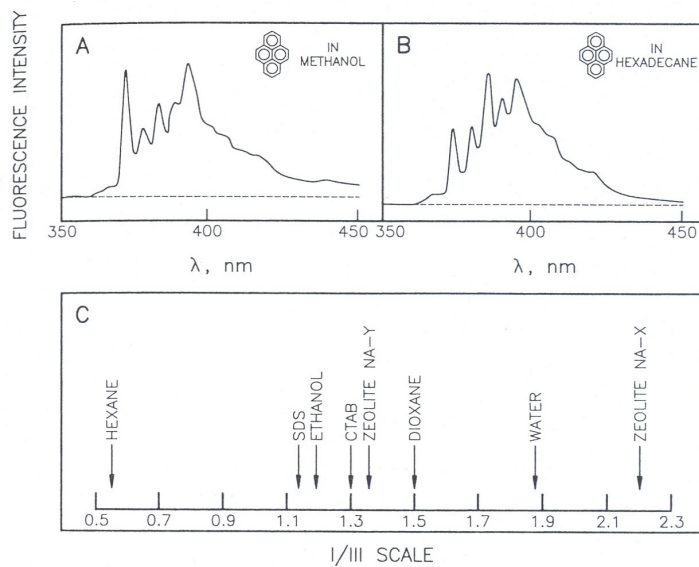 FLUORESCENCE INTENSITY
A
IN
METHANOL
350
400
450
λ, nm
B
IN
HEXADECANE
350
400
450
λ, nm
C
HEXANE
SDS
ETHANOL
CTAB
ZEOLITE NA-Y
DIOXANE
WATER
ZEOLITE NA-X
0.5
0.7
0.9
1.1
1.3
1.5
1.7
1.9
2.1
2.3
I/III SCALE